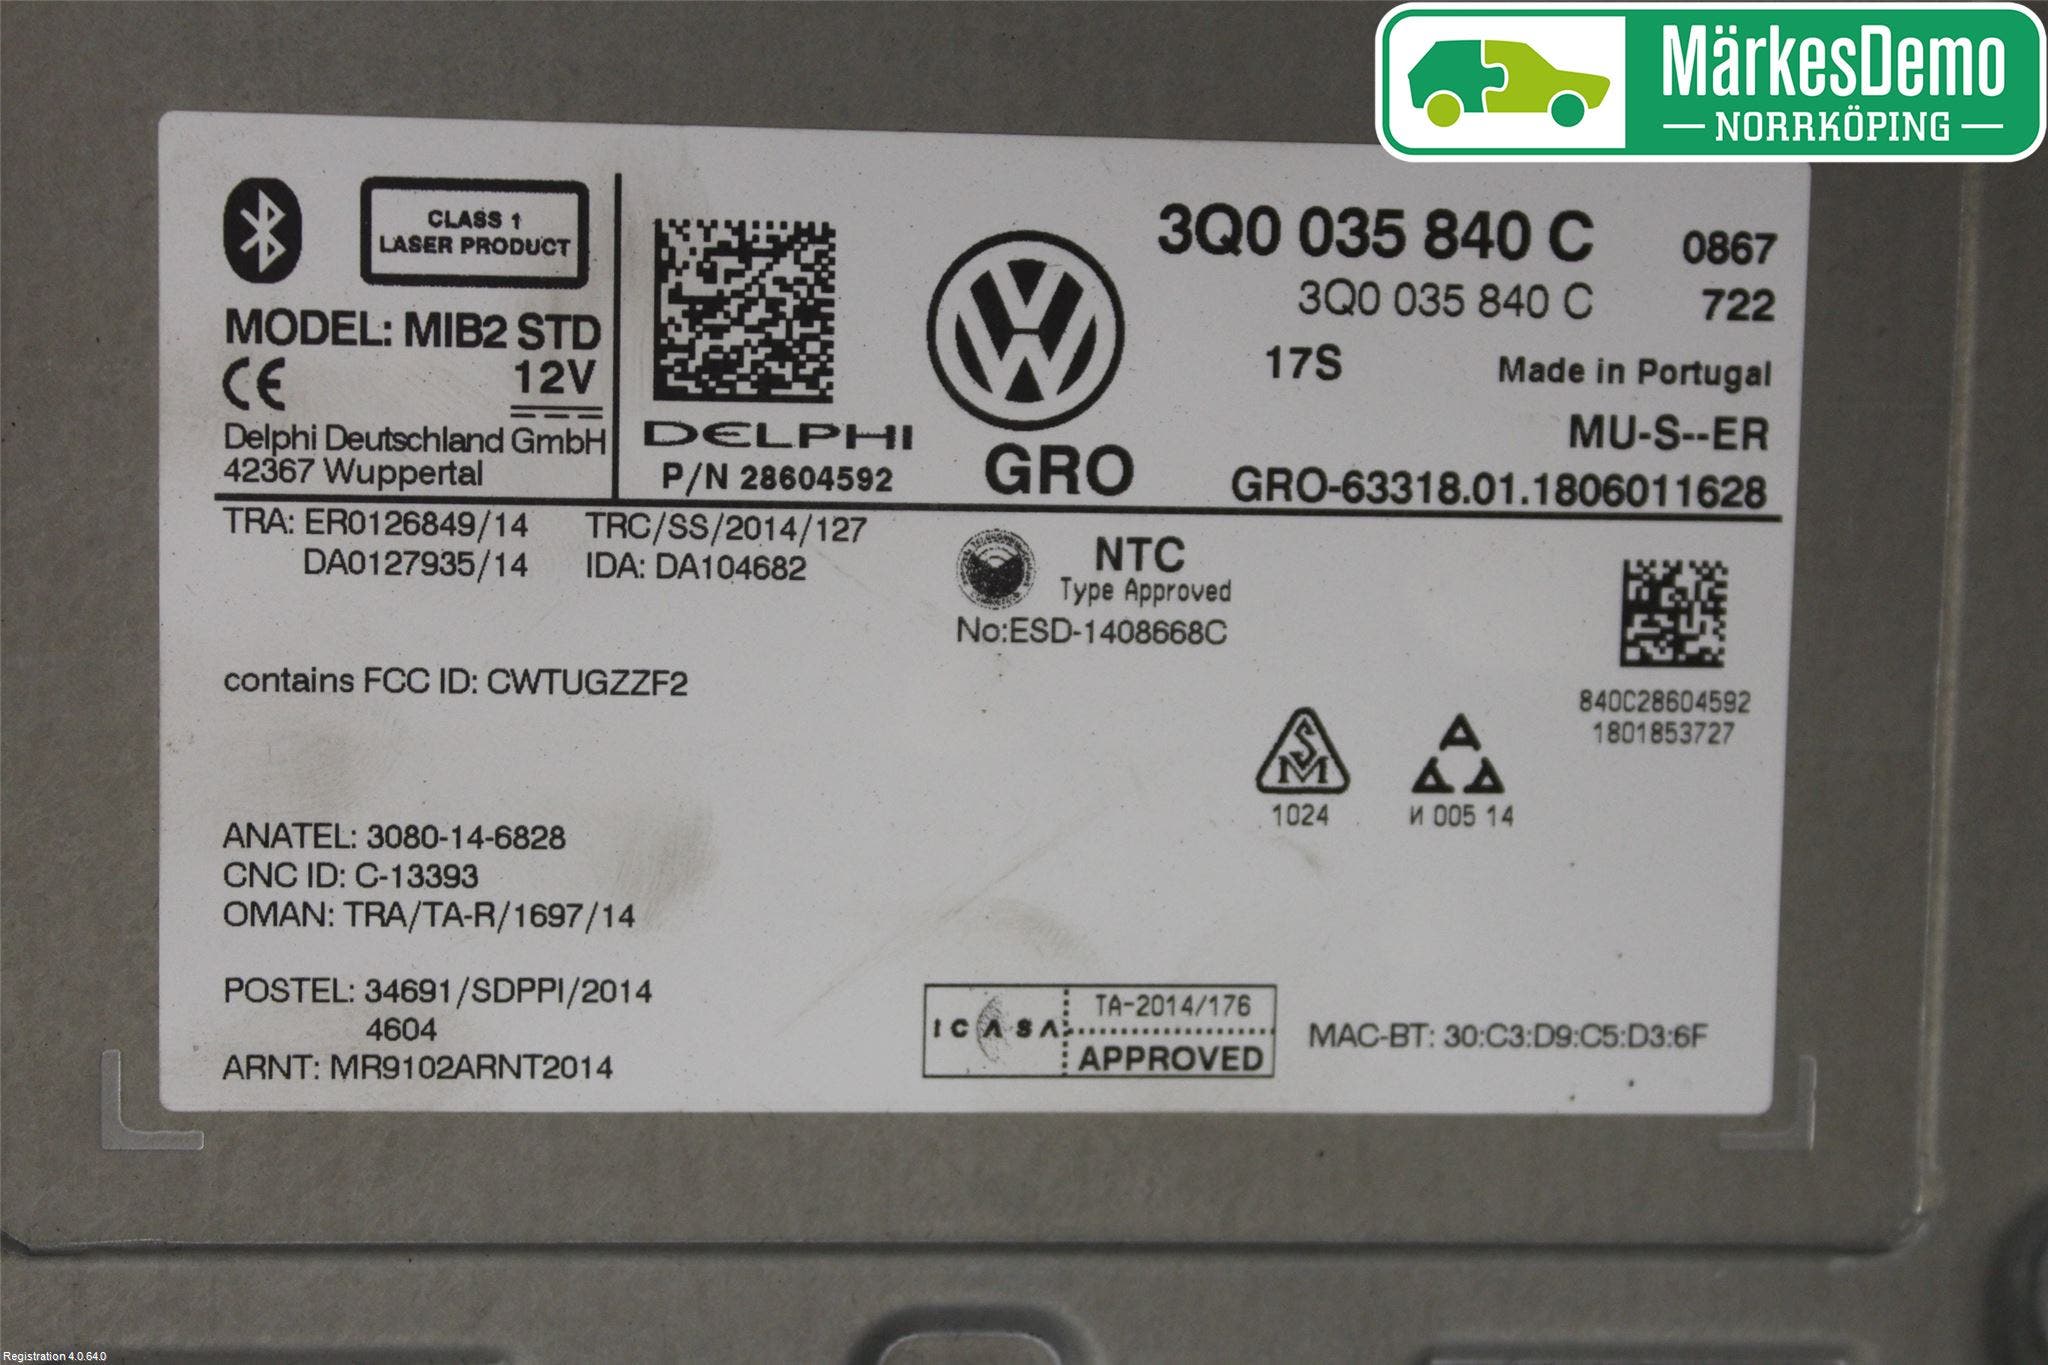 MärkesDemo
NORRKÖPING
CLASS 1
LASER PRODUCT
MODEL: MIB2 STD
CE 12V
Delphi Deutschland GmbH
42367 Wuppertal
DELPHI
P/N 28604592
GRO
3Q0 035 840 C 0867
3Q0 035 840 C 722
17S Made in Portugal
MU-S--ER
GRO-63318.01.1806011628
TRA: ER0126849/14 TRC/SS/2014/127
DA0127935/14 IDA: DA104682
NTC
Type Approved
No:ESD-1408668C
contains FCC ID: CWTUGZZF2
840C28604592
1801853727
S
M
1024
И 005 14
ANATEL: 3080-14-6828
CNC ID: C-13393
OMAN: TRA/TA-R/1697/14
POSTEL: 34691/SDPPI/2014
4604
ARNT: MR9102ARNT2014
ICASA
TA-2014/176
APPROVED
MAC-BT: 30:C3:D9:C5:D3:6F
Registration 4.0.64.0